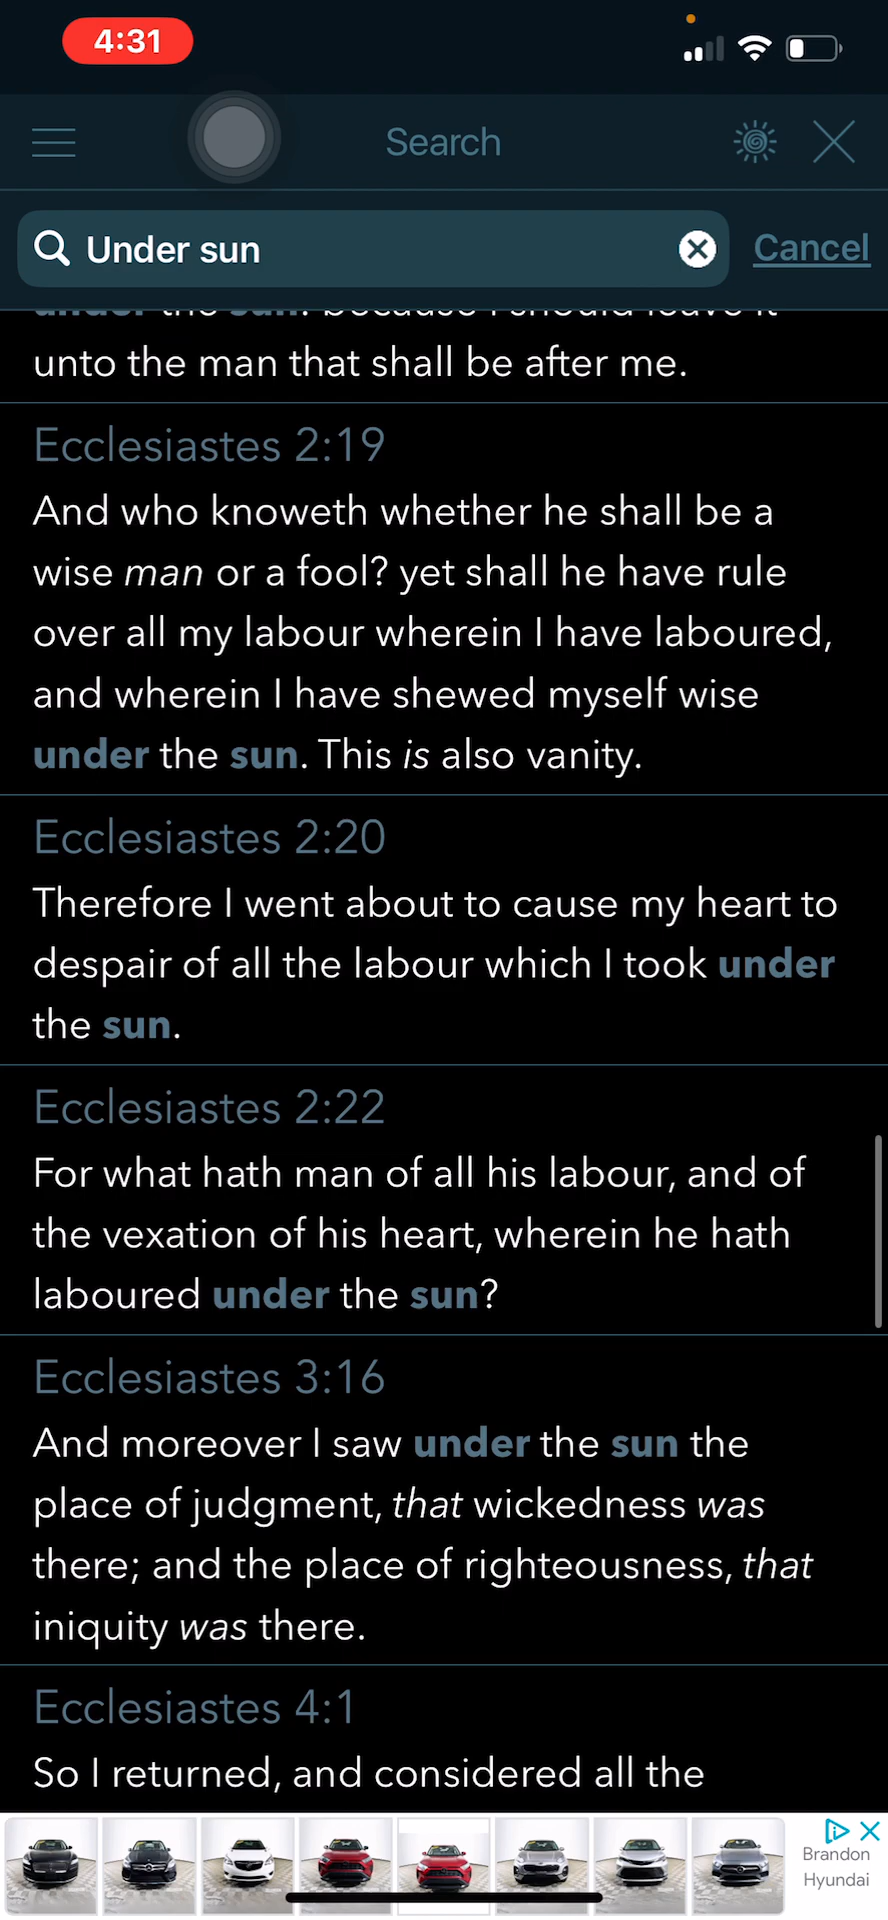 4:31
Search
Under sun
Cancel
under the sun: because I should leave it
unto the man that shall be after me.
Ecclesiastes 2:19
And who knoweth whether he shall be a
wise man or a fool? yet shall he have rule
over all my labour wherein I have laboured,
and wherein I have shewed myself wise
under the sun. This is also vanity.
Ecclesiastes 2:20
Therefore I went about to cause my heart to
despair of all the labour which I took under
the sun.
Ecclesiastes 2:22
For what hath man of all his labour, and of
the vexation of his heart, wherein he hath
laboured under the sun?
Ecclesiastes 3:16
And moreover I saw under the sun the
place of judgment, that wickedness was
there; and the place of righteousness, that
iniquity was there.
Ecclesiastes 4:1
So I returned, and considered all the
Brandon
Hyundai